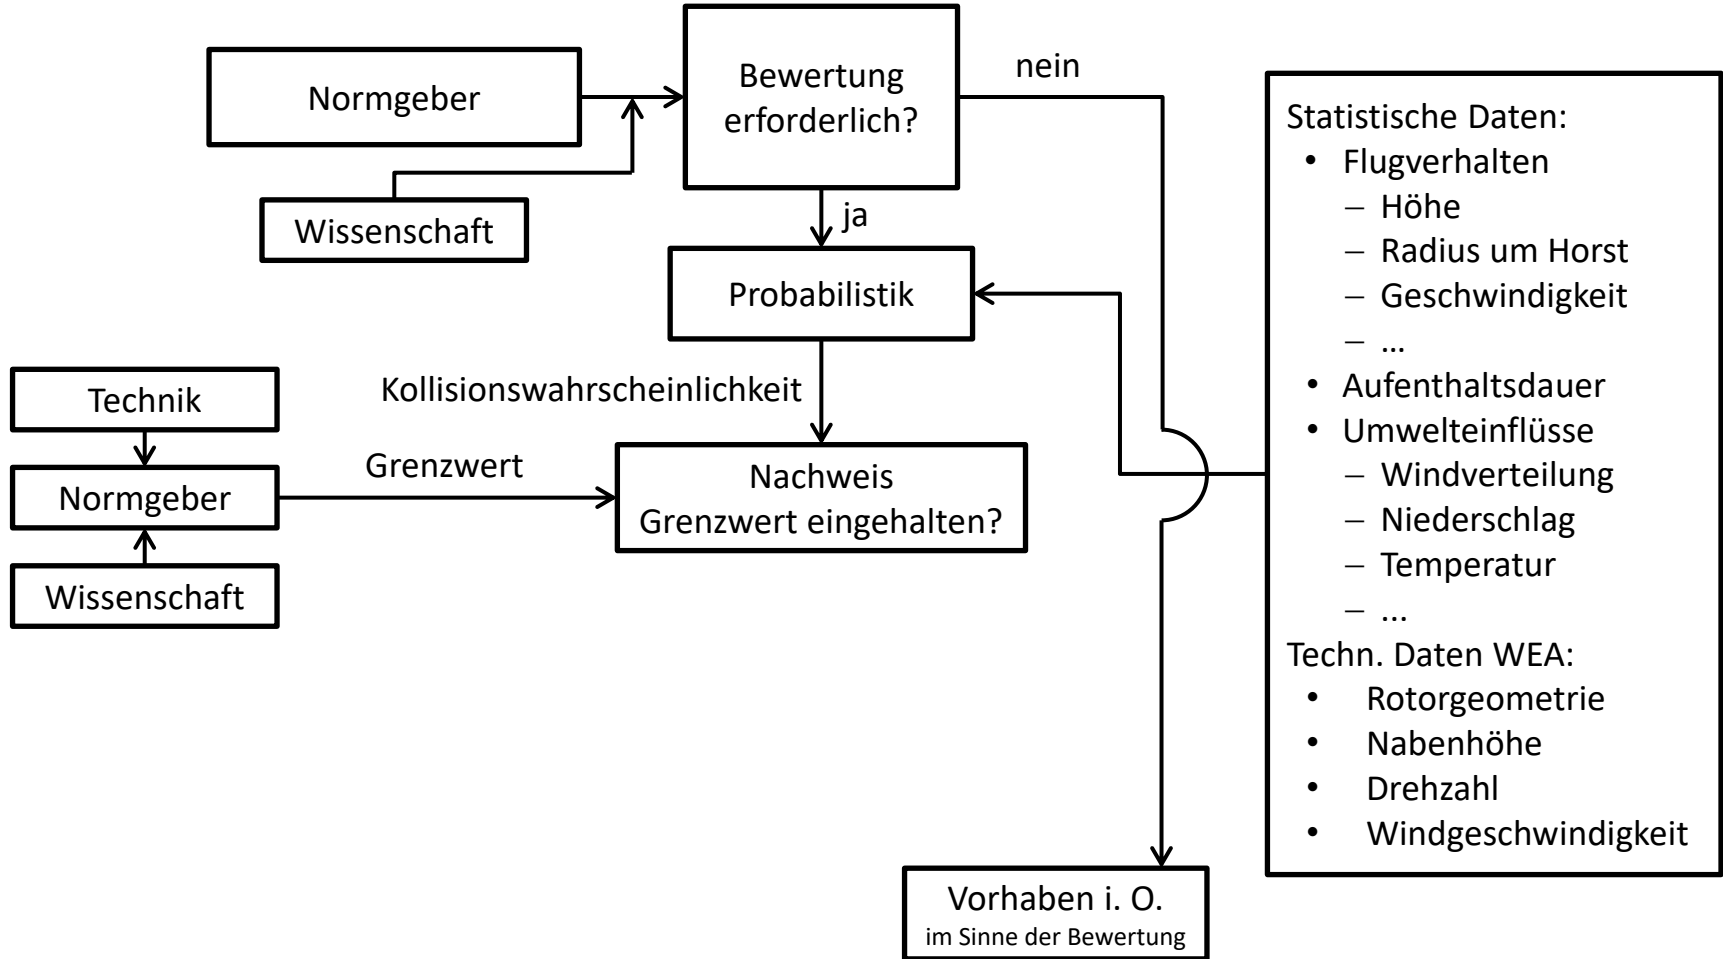 Normgeber
Bewertung
erforderlich?
nein
Wissenschaft
ja
Probabilistik
Kollisionswahrscheinlichkeit
Technik
Normgeber
Wissenschaft
Grenzwert
Nachweis
Grenzwert eingehalten?
Statistische Daten:
• Flugverhalten
– Höhe
– Radius um Horst
– Geschwindigkeit
– ...
• Aufenthaltsdauer
• Umwelteinflüsse
– Windverteilung
– Niederschlag
– Temperatur
– ...
Techn. Daten WEA:
• Rotorgeometrie
• Nabenhöhe
• Drehzahl
• Windgeschwindigkeit
Vorhaben i. O.
im Sinne der Bewertung